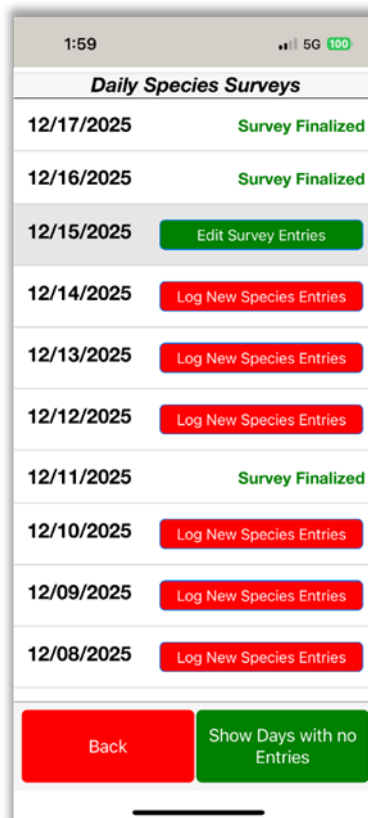 1:59 5G 100
Daily Species Surveys
12/17/2025 Survey Finalized
12/16/2025 Survey Finalized
12/15/2025 Edit Survey Entries
12/14/2025 Log New Species Entries
12/13/2025 Log New Species Entries
12/12/2025 Log New Species Entries
12/11/2025 Survey Finalized
12/10/2025 Log New Species Entries
12/09/2025 Log New Species Entries
12/08/2025 Log New Species Entries
Back
Show Days with no
Entries